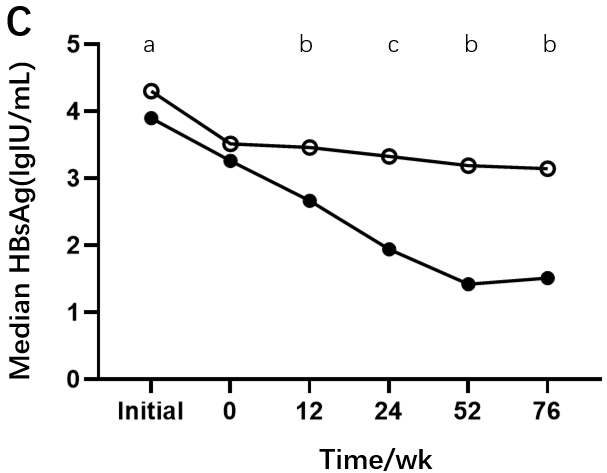 C
Median HBsAg(lgIU/mL)
5
4
3
2
1
0
a b c b b
Initial 0 12 24 52 76
Time/wk